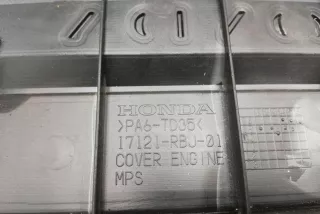 HONDA
>PA6-TD35<
17121-RBJ-01
COVER ENGINE
MPS